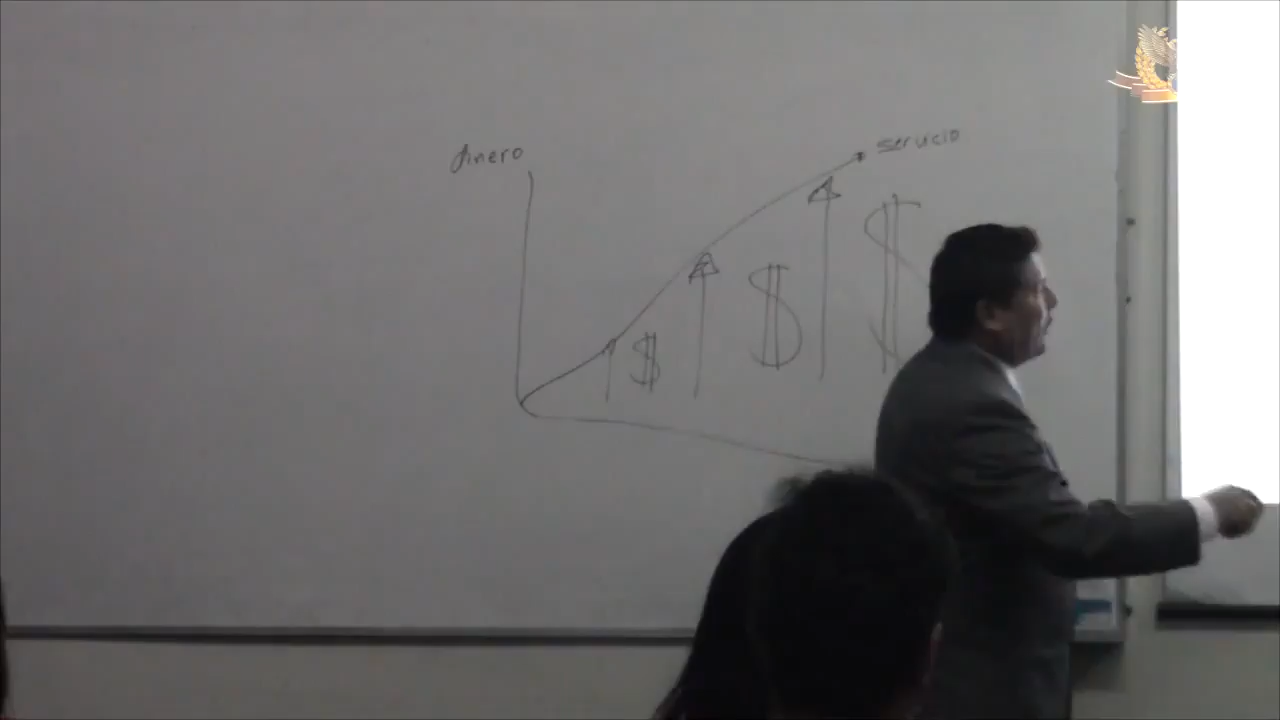 dinero
servicio
$
$
$